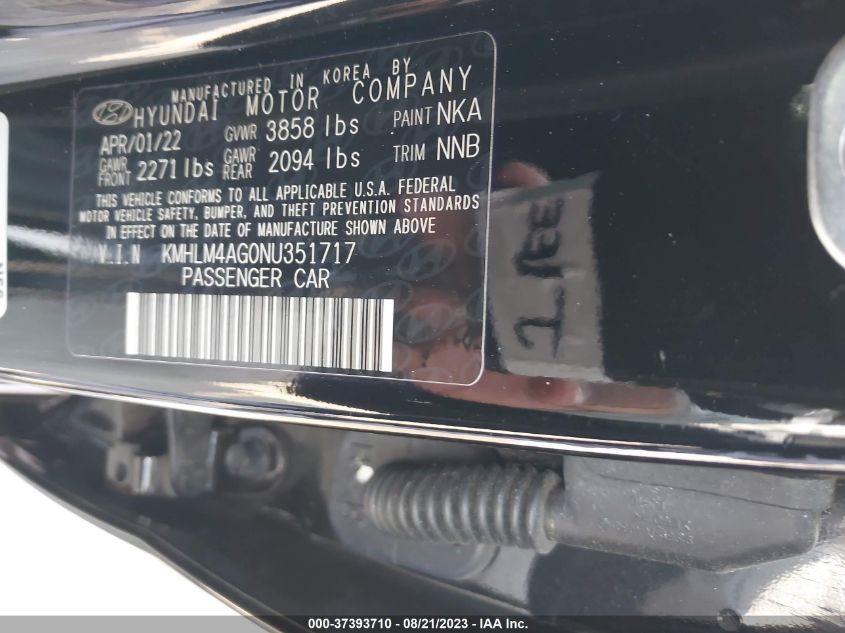 MANUFACTURED IN KOREA BY
HYUNDAI MOTOR COMPANY
APR/01/22 GVWR 3858 lbs PAINT NKA
GAWR FRONT 2271 lbs GAWR REAR 2094 lbs TRIM NNB
THIS VEHICLE CONFORMS TO ALL APPLICABLE U.S.A. FEDERAL
MOTOR VEHICLE SAFETY, BUMPER, AND THEFT PREVENTION STANDARDS
IN EFFECT ON THE DATE OF MANUFACTURE SHOWN ABOVE
V.I.N KMHLM4AG0NU351717
PASSENGER CAR
000-37393710 - 08/21/2023 - IAA Inc.